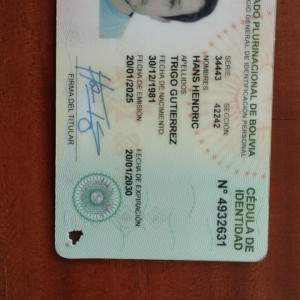 ADO PLURINACIONAL DE BOLIVIA
CIO GENERAL DE IDENTIFICACIÓN PERSONAL
CÉDULA DE
IDENTIDAD
N° 4932631
SERIE: SECCIÓN:
34443 42242
NOMBRES
HANS HENDRIC
APELLIDOS
TRIGO GUTIERREZ
FECHA DE NACIMIENTO
30/12/1981
FECHA DE EMISIÓN FECHA DE EXPIRACIÓN
20/01/2025 20/01/2030
FIRMA DEL TITULAR